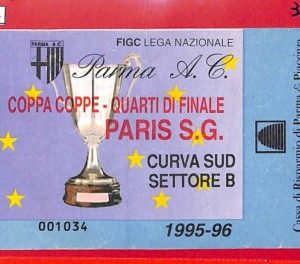 PARMA A.C.
FIGC LEGA NAZIONALE
Parma A.C.
COPPA COPPE - QUARTI DI FINALE
PARIS S.G.
CURVA SUD
SETTORE B
001034
1995-96
Cassa di Risparmio Parma & Piacenza